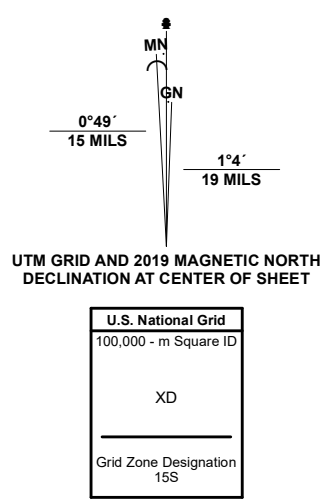 MN
GN
0°49´
15 MILS
1°4´
19 MILS
UTM GRID AND 2019 MAGNETIC NORTH
DECLINATION AT CENTER OF SHEET
U.S. National Grid
100,000 - m Square ID
XD
Grid Zone Designation
15S